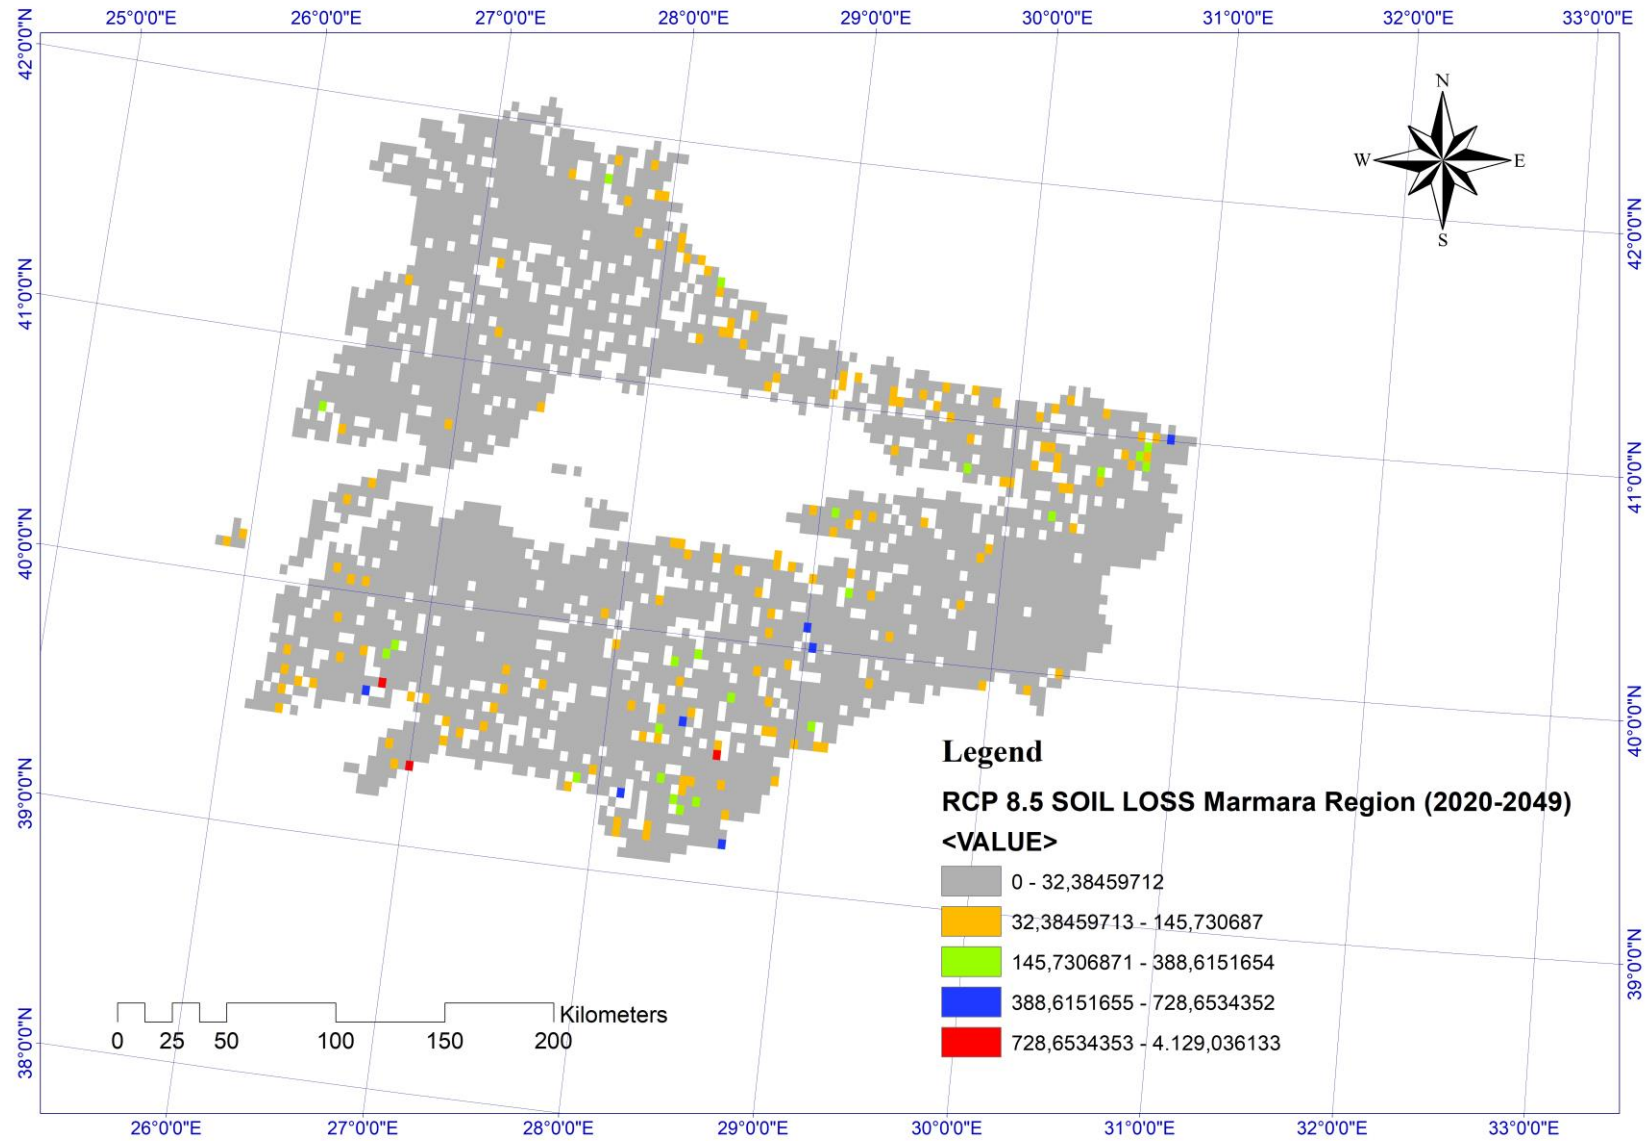 25°0'0"E 26°0'0"E 27°0'0"E 28°0'0"E 29°0'0"E 30°0'0"E 31°0'0"E 32°0'0"E 33°0'0"E
42°0'0"N
41°0'0"N
40°0'0"N
39°0'0"N
38°0'0"N
N
W E
S
42°0'0"N
41°0'0"N
40°0'0"N
39°0'0"N
Legend
RCP 8.5 SOIL LOSS Marmara Region (2020-2049)
<VALUE>
0 - 32,38459712
32,38459713 - 145,730687
145,7306871 - 388,6151654
388,6151655 - 728,6534352
728,6534353 - 4.129,036133
Kilometers
0 25 50 100 150 200
26°0'0"E 27°0'0"E 28°0'0"E 29°0'0"E 30°0'0"E 31°0'0"E 32°0'0"E 33°0'0"E